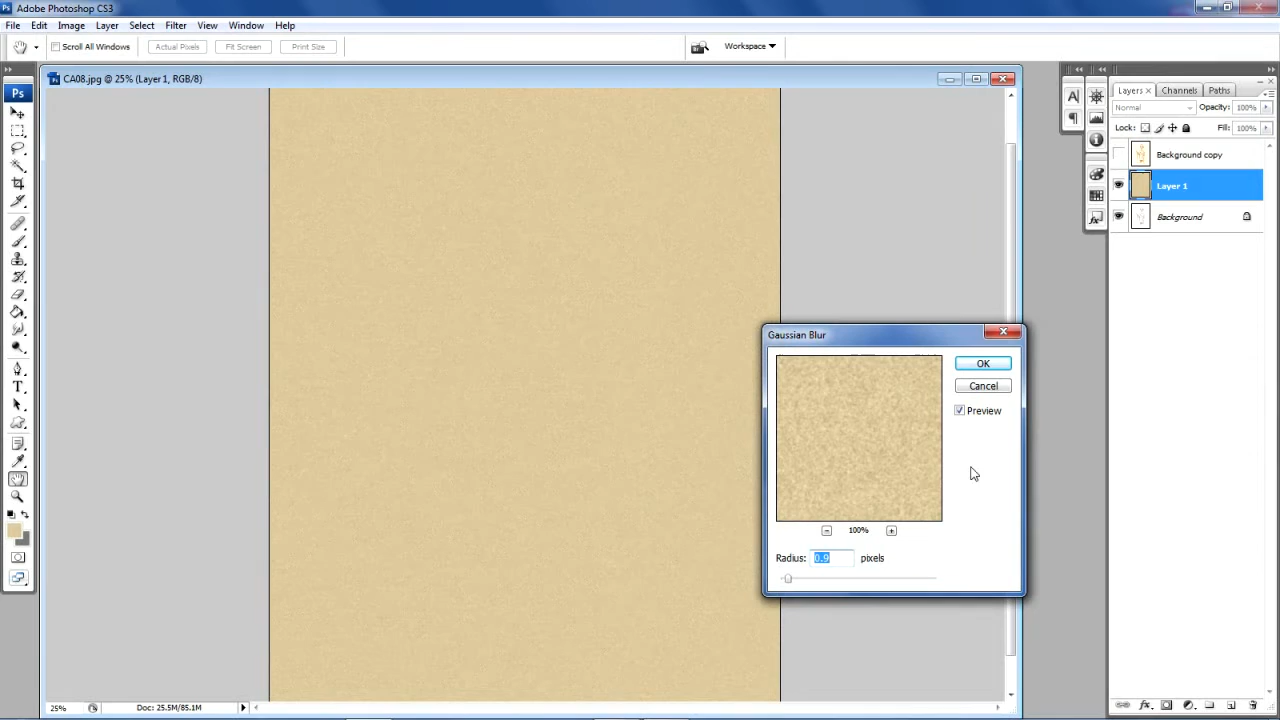 Adobe Photoshop CS3
File Edit Image Layer Select Filter View Window Help
Scroll All Windows Actual Pixels Fit Screen Print Size Workspace
CA08.jpg @ 25% (Layer 1, RGB/8)
Ps
Layers Channels Paths
Normal Opacity: 100%
Lock: Fill: 100%
Background copy
Layer 1
Background
Gaussian Blur
OK
Cancel
Preview
100%
Radius: 0.9 pixels
25% Doc: 25.5M/85.1M